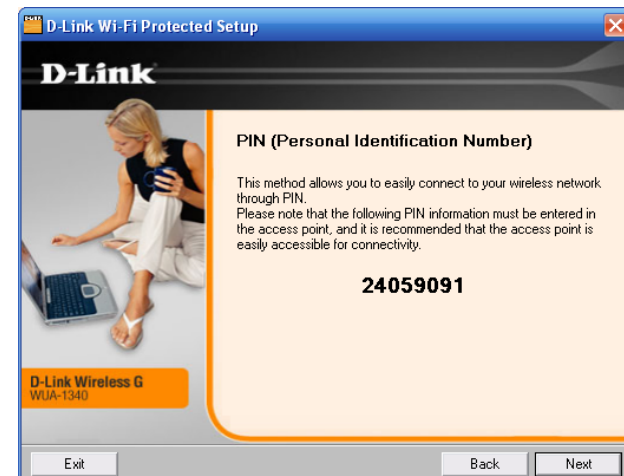 D-Link Wi-Fi Protected Setup
D-Link
PIN (Personal Identification Number)
This method allows you to easily connect to your wireless network
through PIN.
Please note that the following PIN information must be entered in
the access point, and it is recommended that the access point is
easily accessible for connectivity.
24059091
D-Link Wireless G
WUA-1340
Exit
Back
Next